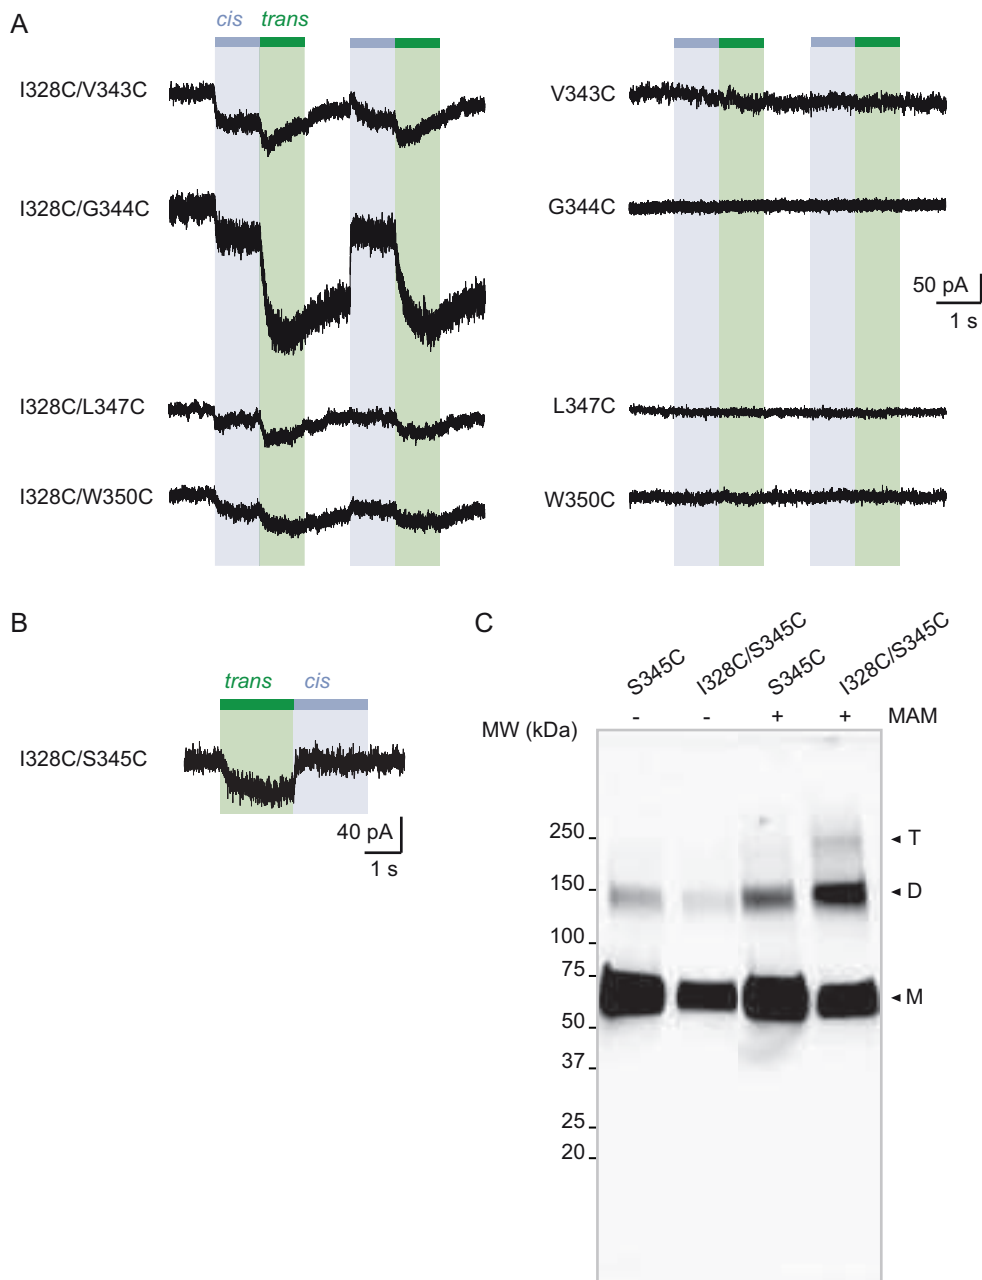 A
cis trans
I328C/V343C
I328C/G344C
I328C/L347C
I328C/W350C
V343C
G344C
50 pA
1 s
L347C
W350C
B
trans cis
I328C/S345C
40 pA
1 s
C
S345C I328C/S345C S345C I328C/S345C
MW (kDa) - - + + MAM
250 T
150 D
100
75
M
50
37
25
20